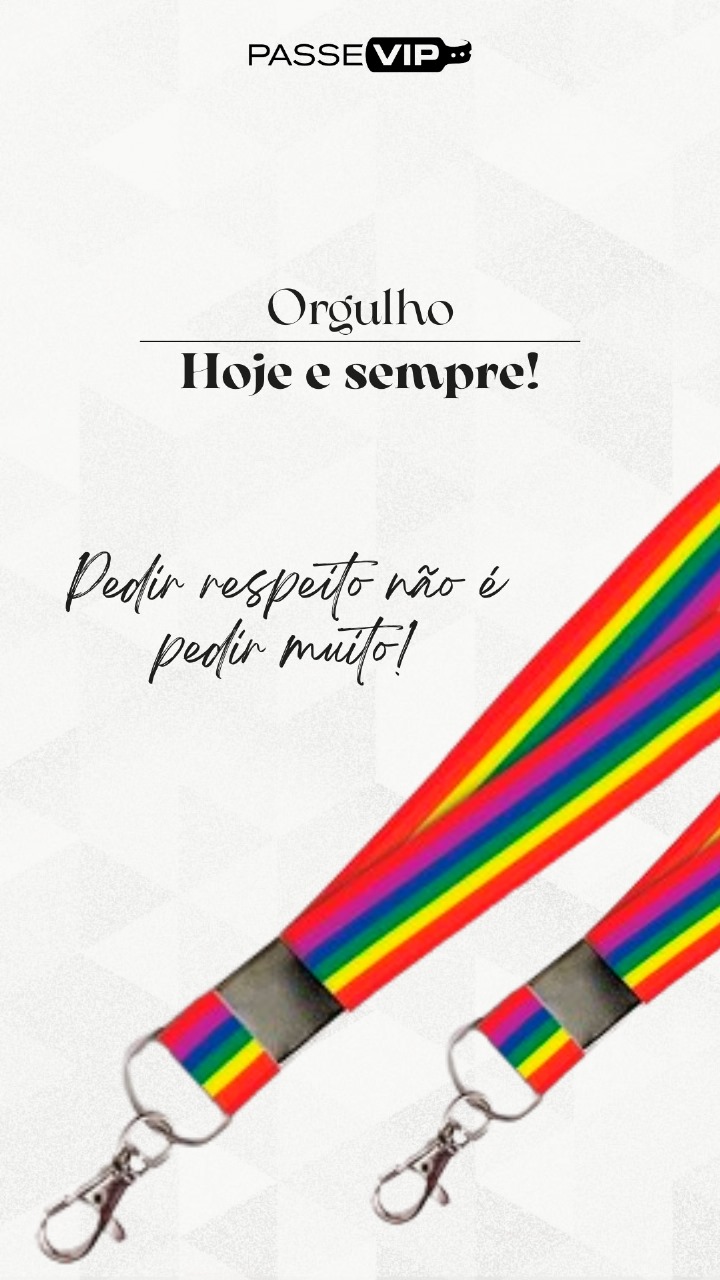 PASSEVIP
Orgulho
Hoje e sempre!
Pedir respeito não é
pedir muito!